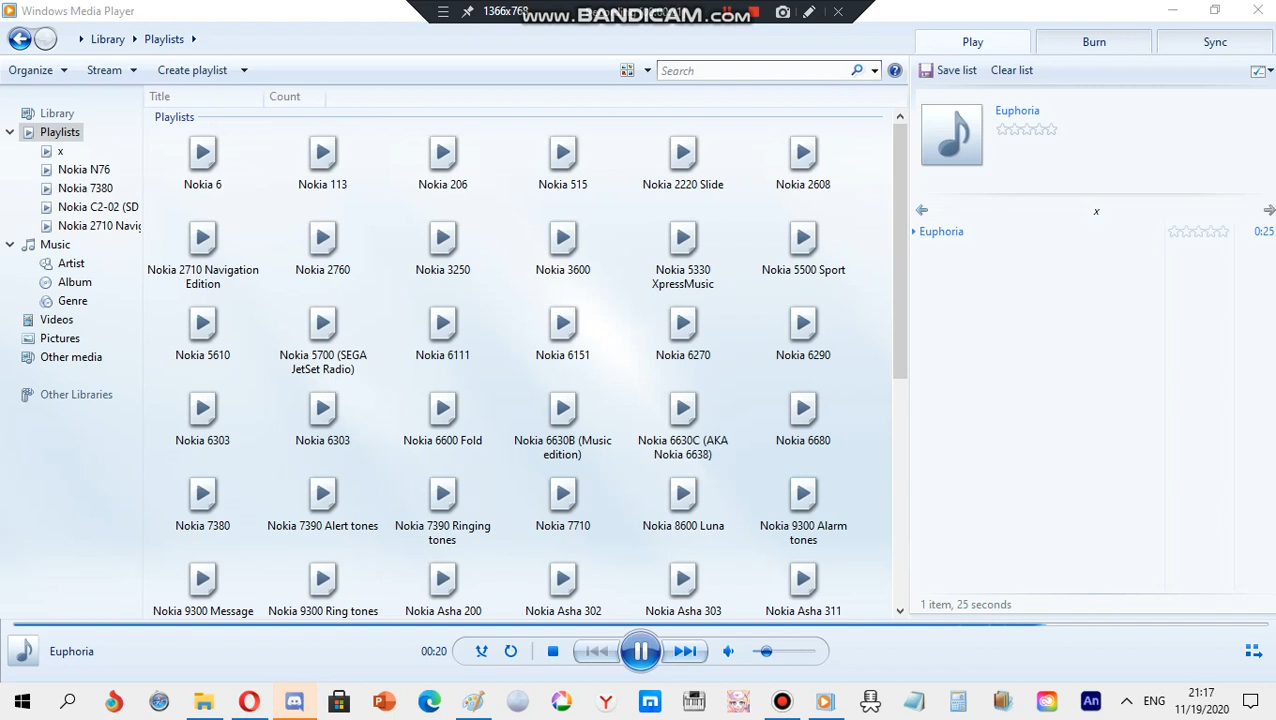 Windows Media Player
1366x768
www.BANDICAM.com
Library
Playlists
Play
Burn
Sync
Organize
Stream
Create playlist
Search
Save list
Clear list
Library
Playlists
x
Nokia N76
Nokia 7380
Nokia C2-02 (SD
Nokia 2710 Navig
Music
Artist
Album
Genre
Videos
Pictures
Other media
Other Libraries
Title
Count
Playlists
Nokia 6
Nokia 113
Nokia 206
Nokia 515
Nokia 2220 Slide
Nokia 2608
Nokia 2710 Navigation
Edition
Nokia 2760
Nokia 3250
Nokia 3600
Nokia 5330
XpressMusic
Nokia 5500 Sport
Nokia 5610
Nokia 5700 (SEGA
JetSet Radio)
Nokia 6111
Nokia 6151
Nokia 6270
Nokia 6290
Nokia 6303
Nokia 6303
Nokia 6600 Fold
Nokia 6630B (Music
edition)
Nokia 6630C (AKA
Nokia 6638)
Nokia 6680
Nokia 7380
Nokia 7390 Alert tones
Nokia 7390 Ringing
tones
Nokia 7710
Nokia 8600 Luna
Nokia 9300 Alarm
tones
Nokia 9300 Message
Nokia 9300 Ring tones
Nokia Asha 200
Nokia Asha 302
Nokia Asha 303
Nokia Asha 311
Euphoria
x
Euphoria
0:25
1 item, 25 seconds
Euphoria
00:20
ENG
21:17
11/19/2020